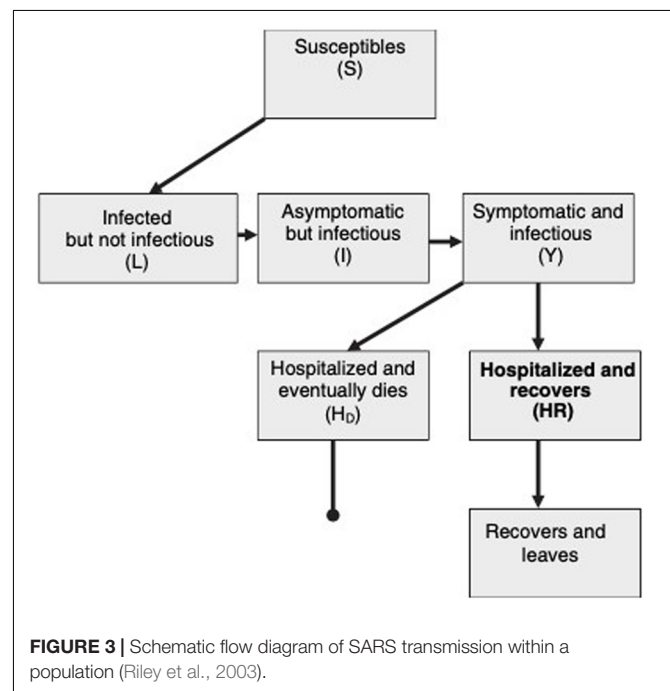 Susceptibles
(S)
Infected
but not infectious
(L)
Asymptomatic
but infectious
(I)
Symptomatic and
infectious
(Y)
Hospitalized and
eventually dies
(H_D)
Hospitalized and
recovers
(HR)
Recovers and
leaves
FIGURE 3 | Schematic flow diagram of SARS transmission within a
population (Riley et al., 2003).